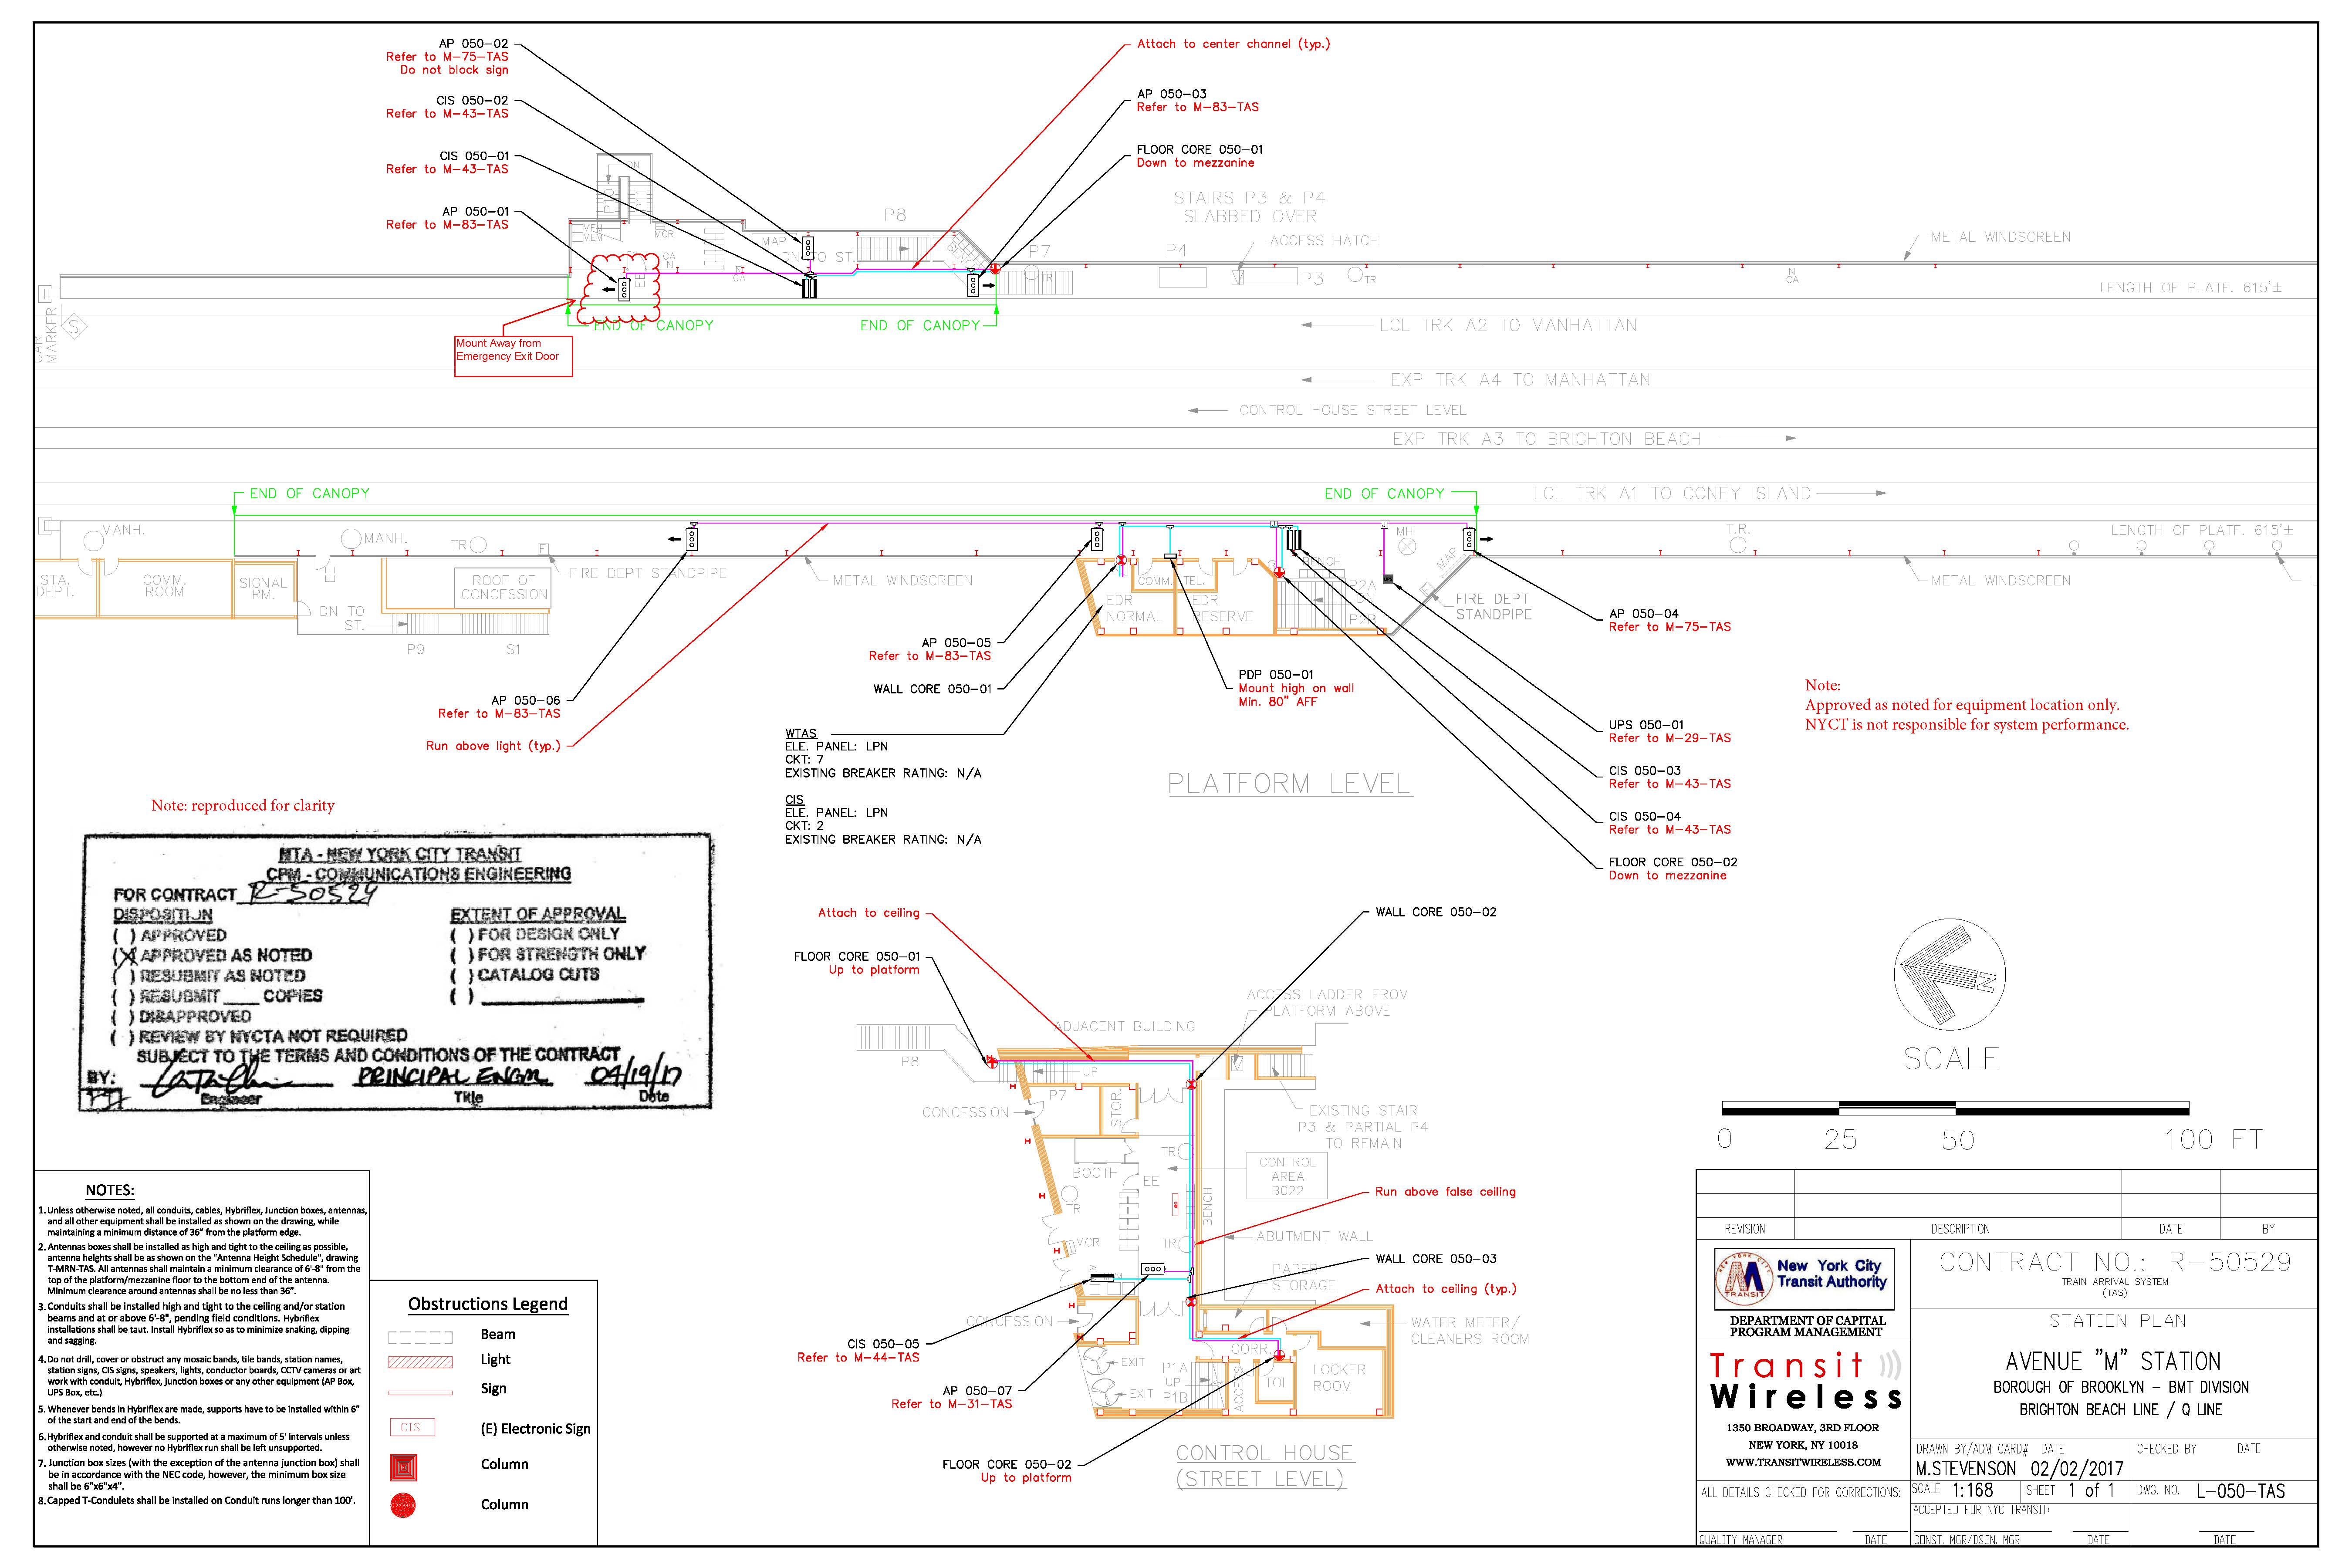 AP 050-02
Refer to M-75-TAS
Do not block sign
CIS 050-02
Refer to M-43-TAS
CIS 050-01
Refer to M-43-TAS
AP 050-01
Refer to M-83-TAS
Attach to center channel (typ.)
AP 050-03
Refer to M-83-TAS
FLOOR CORE 050-01
Down to mezzanine
STAIRS P3 & P4
SLABBED OVER
DN
P10
P11
MEM
MEM
MCR
MAP
P8
DN TO ST.
BENCH
P7
TR
P4
ACCESS HATCH
P3
TR
METAL WINDSCREEN
CA
CA
CA
EE
LENGTH OF PLATF. 615'±
CAR MARKER
S
END OF CANOPY
END OF CANOPY
Mount Away from
Emergency Exit Door
LCL TRK A2 TO MANHATTAN
EXP TRK A4 TO MANHATTAN
CONTROL HOUSE STREET LEVEL
EXP TRK A3 TO BRIGHTON BEACH
END OF CANOPY
END OF CANOPY
LCL TRK A1 TO CONEY ISLAND
MANH.
MANH.
TR
F
MH
T.R.
LENGTH OF PLATF. 615'±
FIRE DEPT STANDPIPE
METAL WINDSCREEN
BENCH
MAP
METAL WINDSCREEN
L
STA.
DEPT.
COMM.
ROOM
SIGNAL
RM.
EE
ROOF OF
CONCESSION
DN TO
ST.
P9
S1
COMM.
TEL.
EDR
NORMAL
EDR
RESERVE
P2A
DN
P2B
F
FIRE DEPT
STANDPIPE
AP 050-04
Refer to M-75-TAS
AP 050-05
Refer to M-83-TAS
WALL CORE 050-01
AP 050-06
Refer to M-83-TAS
Run above light (typ.)
PDP 050-01
Mount high on wall
Min. 80" AFF
WTAS
ELE. PANEL: LPN
CKT: 7
EXISTING BREAKER RATING: N/A
CIS
ELE. PANEL: LPN
CKT: 2
EXISTING BREAKER RATING: N/A
PLATFORM LEVEL
UPS 050-01
Refer to M-29-TAS
CIS 050-03
Refer to M-43-TAS
CIS 050-04
Refer to M-43-TAS
FLOOR CORE 050-02
Down to mezzanine
Note:
Approved as noted for equipment location only.
NYCT is not responsible for system performance.
Note: reproduced for clarity
MTA - NEW YORK CITY TRANSIT
CPM - COMMUNICATIONS ENGINEERING
FOR CONTRACT R-50529
DISPOSITION
EXTENT OF APPROVAL
( ) APPROVED
( ) FOR DESIGN ONLY
(X) APPROVED AS NOTED
( ) FOR STRENGTH ONLY
( ) RESUBMIT AS NOTED
( ) CATALOG CUTS
( ) RESUBMIT ____ COPIES
( )
( ) DISAPPROVED
( ) REVIEW BY NYCTA NOT REQUIRED
SUBJECT TO THE TERMS AND CONDITIONS OF THE CONTRACT
BY:
PRINCIPAL ENGR
04/19/17
Engineer
Title
Date
Attach to ceiling
FLOOR CORE 050-01
Up to platform
WALL CORE 050-02
ACCESS LADDER FROM
PLATFORM ABOVE
ADJACENT BUILDING
P8
UP
P7
STOR.
CONCESSION
EXISTING STAIR
P3 & PARTIAL P4
TO REMAIN
TR
BOOTH
EE
CONTROL
AREA
B022
TR
BENCH
Run above false ceiling
MCR
TR
ABUTMENT WALL
WALL CORE 050-03
PAPER
STORAGE
Attach to ceiling (typ.)
CONCESSION
WATER METER/
CLEANERS ROOM
CIS 050-05
Refer to M-44-TAS
CORR.
EXIT
EXIT
P1A
UP
P1B
ACCESS
TOI
LOCKER
ROOM
AP 050-07
Refer to M-31-TAS
FLOOR CORE 050-02
Up to platform
CONTROL HOUSE
(STREET LEVEL)
N
SCALE
0 25 50 100 FT
NOTES:
1. Unless otherwise noted, all conduits, cables, Hybriflex, Junction boxes, antennas,
and all other equipment shall be installed as shown on the drawing, while
maintaining a minimum distance of 36" from the platform edge.
2. Antennas boxes shall be installed as high and tight to the ceiling as possible,
antenna heights shall be as shown on the "Antenna Height Schedule", drawing
T-MRN-TAS. All antennas shall maintain a minimum clearance of 6'-8" from the
top of the platform/mezzanine floor to the bottom end of the antenna.
Minimum clearance around antennas shall be no less than 36".
3. Conduits shall be installed high and tight to the ceiling and/or station
beams and at or above 6'-8", pending field conditions. Hybriflex
installations shall be taut. Install Hybriflex so as to minimize snaking, dipping
and sagging.
4. Do not drill, cover or obstruct any mosaic bands, tile bands, station names,
station signs, CIS signs, speakers, lights, conductor boards, CCTV cameras or art
work with conduit, Hybriflex, junction boxes or any other equipment (AP Box,
UPS Box, etc.)
5. Whenever bends in Hybriflex are made, supports have to be installed within 6"
of the start and end of the bends.
6. Hybriflex and conduit shall be supported at a maximum of 5' intervals unless
otherwise noted, however no Hybriflex run shall be left unsupported.
7. Junction box sizes (with the exception of the antenna junction box) shall
be in accordance with the NEC code, however, the minimum box size
shall be 6"x6"x4".
8. Capped T-Condulets shall be installed on Conduit runs longer than 100'.
Obstructions Legend
Beam
Light
Sign
CIS
(E) Electronic Sign
Column
Column
REVISION
DESCRIPTION
DATE
BY
TRANSIT
New York City
Transit Authority
DEPARTMENT OF CAPITAL
PROGRAM MANAGEMENT
Transit
Wireless
1350 BROADWAY, 3RD FLOOR
NEW YORK, NY 10018
WWW.TRANSITWIRELESS.COM
ALL DETAILS CHECKED FOR CORRECTIONS:
QUALITY MANAGER
DATE
CONTRACT NO.: R-50529
TRAIN ARRIVAL SYSTEM
(TAS)
STATION PLAN
AVENUE "M" STATION
BOROUGH OF BROOKLYN - BMT DIVISION
BRIGHTON BEACH LINE / Q LINE
DRAWN BY/ADM CARD# DATE
CHECKED BY DATE
M.STEVENSON 02/02/2017
SCALE 1:168
SHEET 1 of 1
DWG. NO. L-050-TAS
ACCEPTED FOR NYC TRANSIT:
CONST. MGR/DSGN. MGR
DATE
DATE